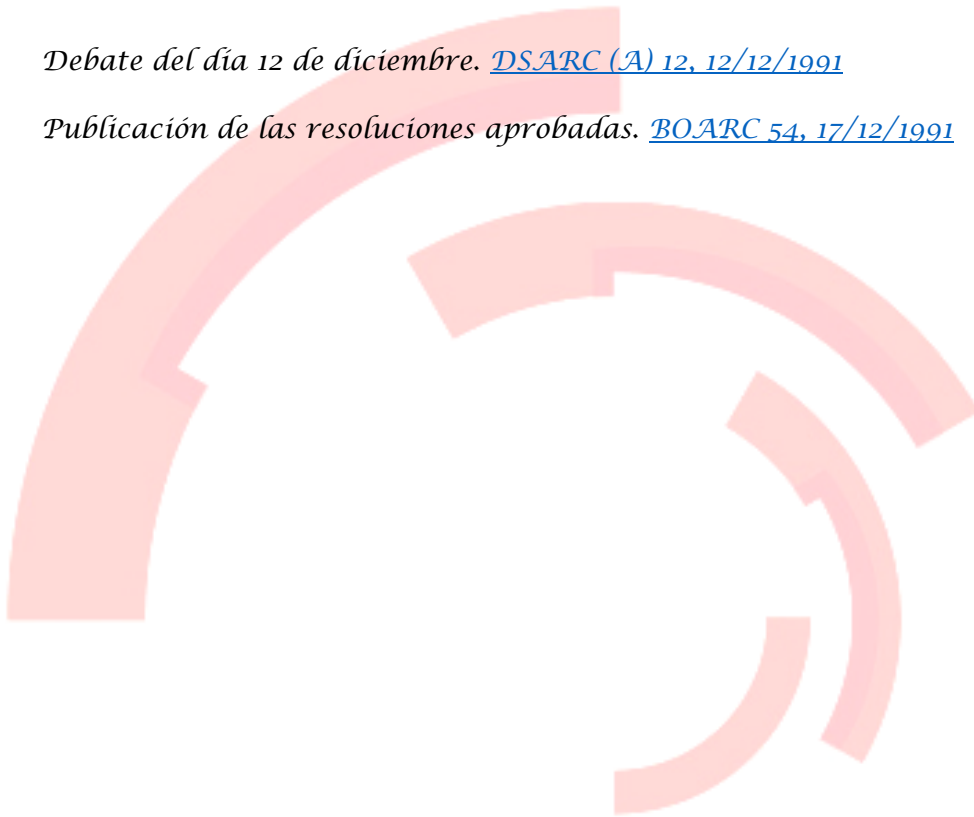 Debate del día 12 de diciembre. DSARC (A) 12, 12/12/1991
Publicación de las resoluciones aprobadas. BOARC 54, 17/12/1991